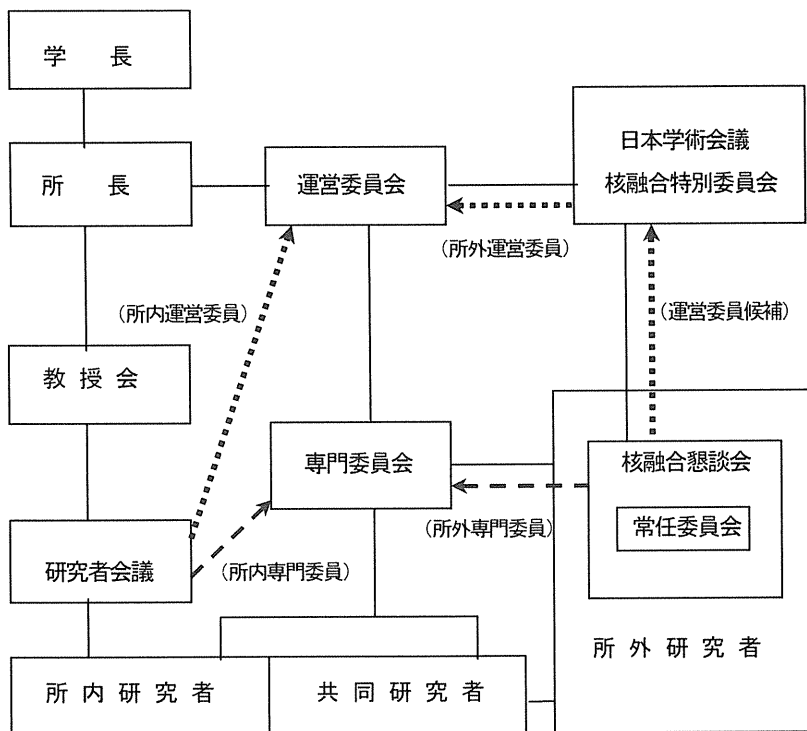 学長
日本学術会議
核融合特別委員会
所長
運営委員会
(所外運営委員)
(所内運営委員)
(運営委員候補)
教授会
専門委員会
核融合懇談会
常任委員会
(所外専門委員)
研究者会議
(所内専門委員)
所外研究者
所内研究者
共同研究者